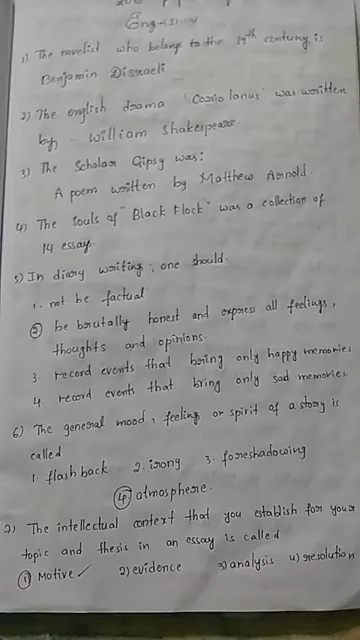 English
1) The novelist who belongs to the 19th century is
Benjamin Disraeli
2) The english drama 'Coriolanus' was written
by - William Shakespeare
3) The Scholar Gipsy was:
A poem written by Matthew Arnold.
4) The Souls of "Black Flock" was a collection of
14 essay.
5) In diary writing, one should.
1. not be factual
2 be brutally honest and express all feelings,
thoughts and opinions.
3 record events that bring only happy memories
4 record events that bring only sad memories.
6) The general mood, feeling or spirit of a story is
called
1. flash back 2. irony 3. foreshadowing
4) atmosphere.
7) The intellectual context that you establish for your
topic and thesis in an essay is called
1) Motive ✓ 2) evidence 3) analysis 4) resolution